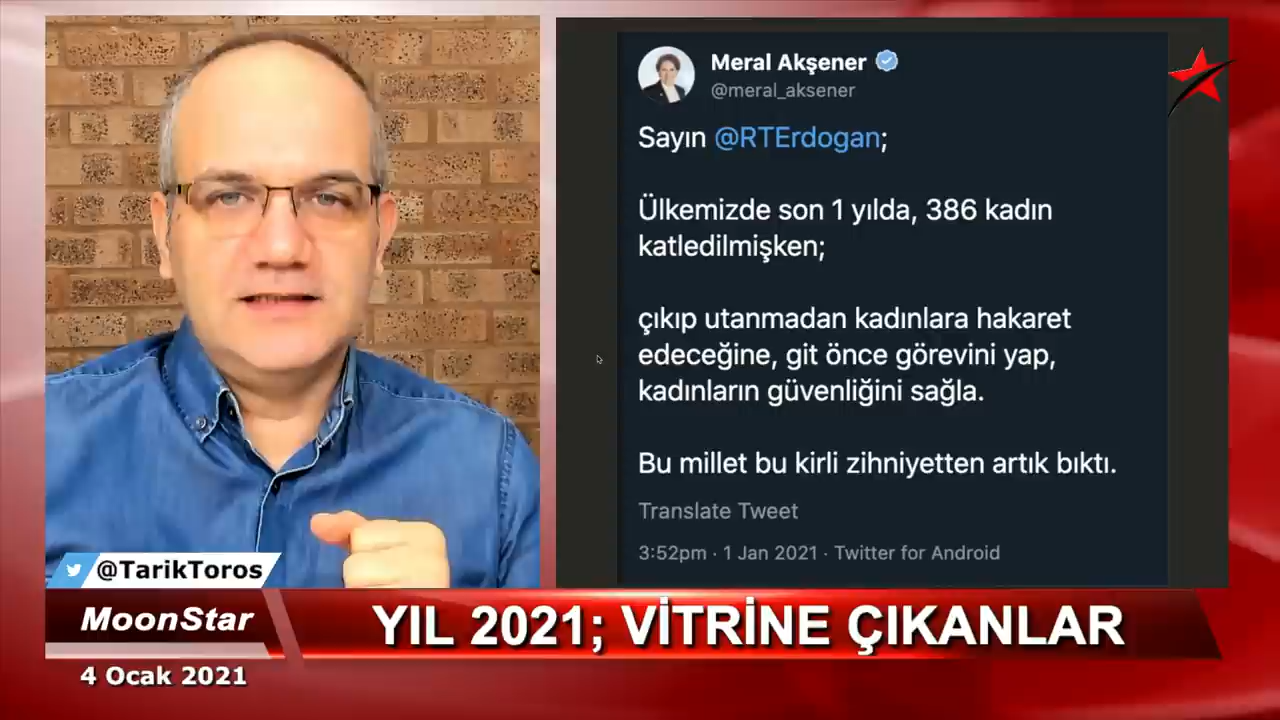 Meral Akşener
@meral_aksener
Sayın @RTErdogan;
Ülkemizde son 1 yılda, 386 kadın
katledilmişken;
çıkıp utanmadan kadınlara hakaret
edeceğine, git önce görevini yap,
kadınların güvenliğini sağla.
Bu millet bu kirli zihniyetten artık bıktı.
Translate Tweet
3:52pm · 1 Jan 2021 · Twitter for Android
@TarikToros
MoonStar
YIL 2021; VİTRİNE ÇIKANLAR
4 Ocak 2021